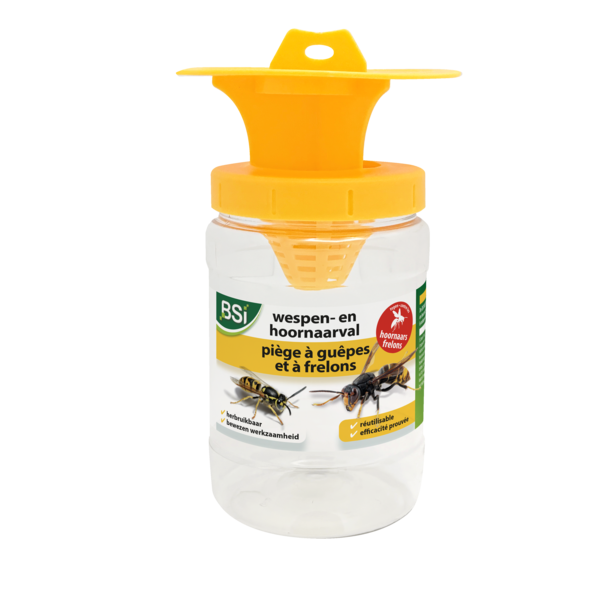 BSi
wespen- en
hoornaarval
piège à guêpes
et à frelons
hoornaars
frelons
herbruikbaar
bewezen werkzaamheid
réutilisable
efficacité prouvée